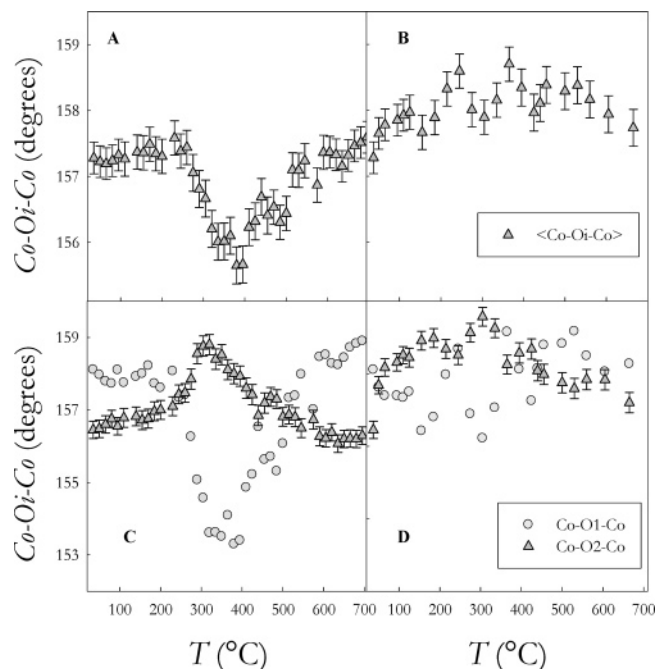 A
B
159
158
157
156
Co-Oi-Co (degrees)
<Co-Oi-Co>
159
157
155
153
Co-Oi-Co (degrees)
C
D
Co-O1-Co
Co-O2-Co
100 200 300 400 500 600 700 100 200 300 400 500 600 700
T (°C) T (°C)